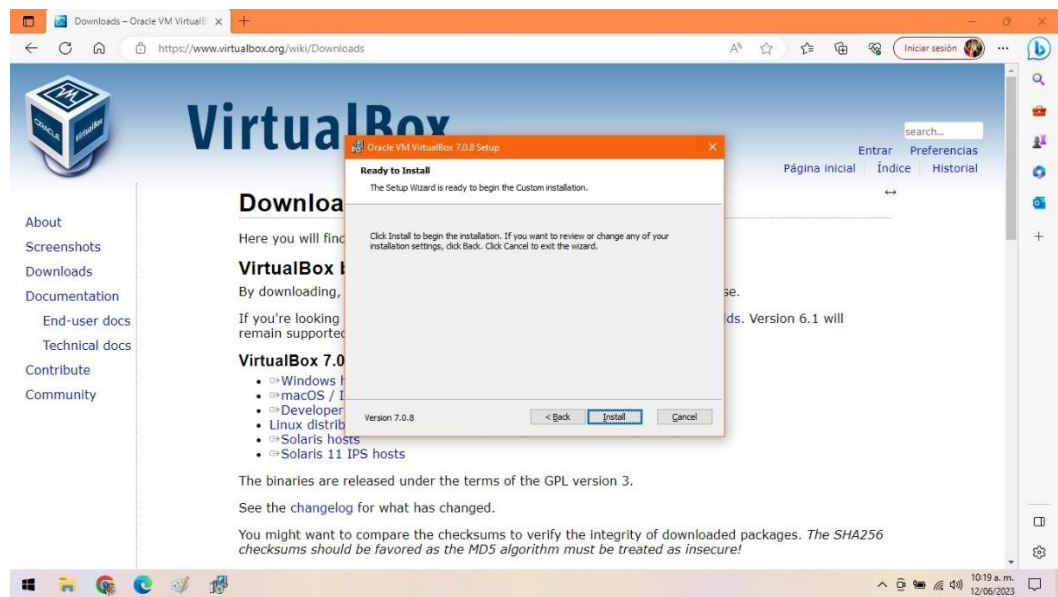 Downloads – Oracle VM VirtualB
https://www.virtualbox.org/wiki/Downloads
Iniciar sesión
VirtualBox
search...
Entrar Preferencias
Página inicial Índice Historial
About
Screenshots
Downloads
Documentation
End-user docs
Technical docs
Contribute
Community
Downloa
Here you will find
VirtualBox b
By downloading, se.
If you're looking lds. Version 6.1 will
remain supported
VirtualBox 7.0
Windows h
macOS / I
Developer
Linux distrib
Solaris hosts
Solaris 11 IPS hosts
The binaries are released under the terms of the GPL version 3.
See the changelog for what has changed.
You might want to compare the checksums to verify the integrity of downloaded packages. The SHA256
checksums should be favored as the MD5 algorithm must be treated as insecure!
Oracle VM VirtualBox 7.0.8 Setup
Ready to Install
The Setup Wizard is ready to begin the Custom installation.
Click Install to begin the installation. If you want to review or change any of your
installation settings, click Back. Click Cancel to exit the wizard.
Version 7.0.8
< Back Install Cancel
10:19 a. m.
12/06/2023